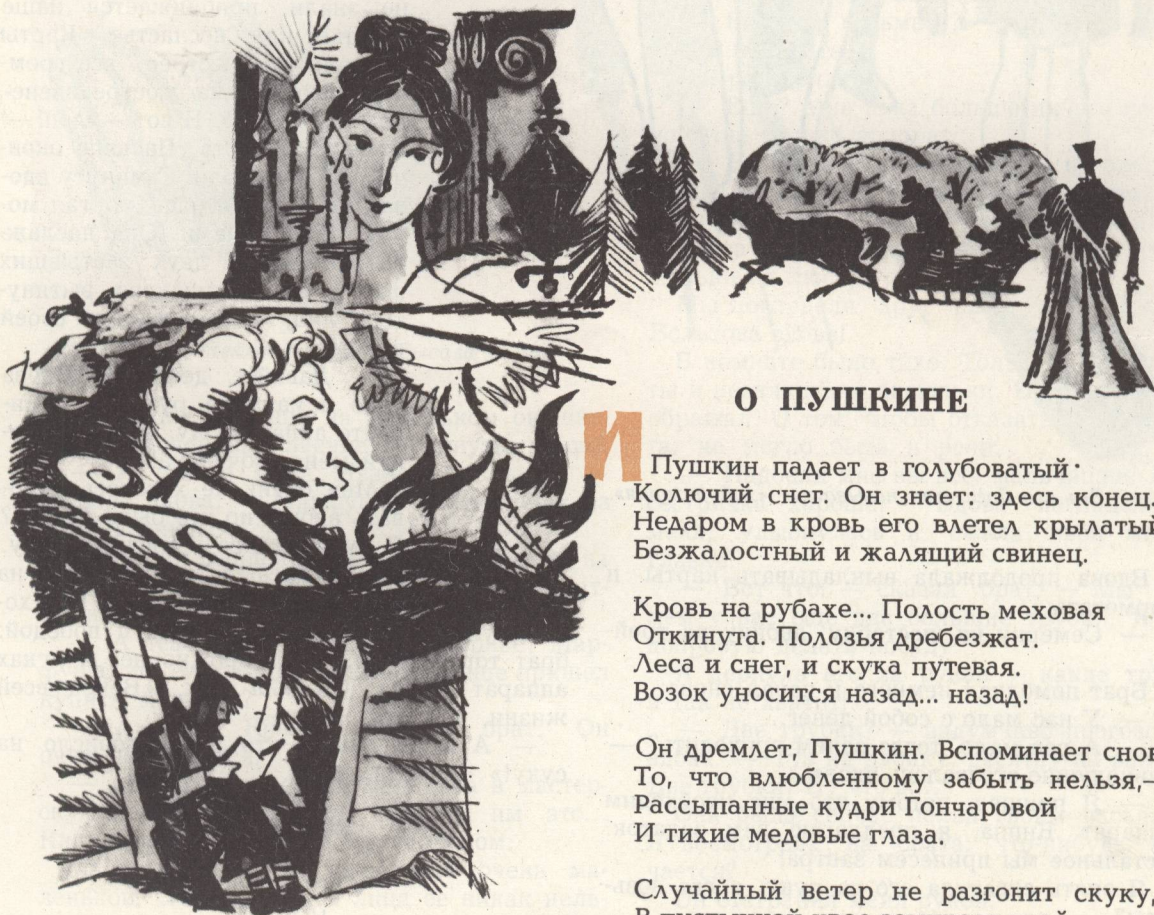 О ПУШКИНЕ
И Пушкин падает в голубоватый
Колючий снег. Он знает: здесь конец.
Недаром в кровь его влетел крылатый
Безжалостный и жалящий свинец.
Кровь на рубахе... Полость меховая
Откинута. Полозья дребезжат.
Леса и снег, и скука путевая.
Возок уносится назад... назад!
Он дремлет, Пушкин. Вспоминает снова
То, что влюбленному забыть нельзя,—
Рассыпанные кудри Гончаровой
И тихие медовые глаза.
Случайный ветер не разгонит скуку,